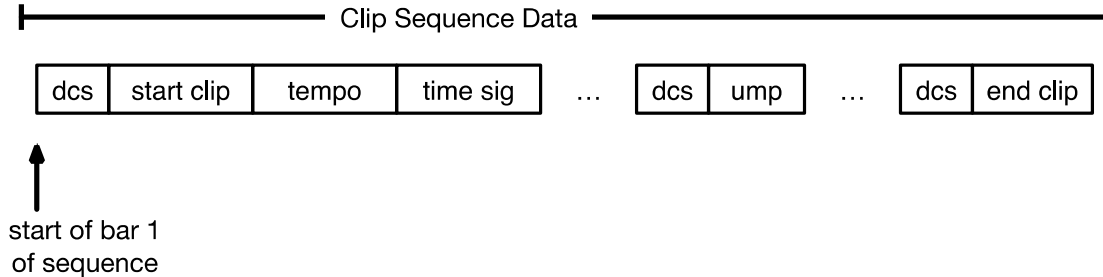 Clip Sequence Data
dcs start clip tempo time sig ... dcs ump ... dcs end clip
start of bar 1
of sequence